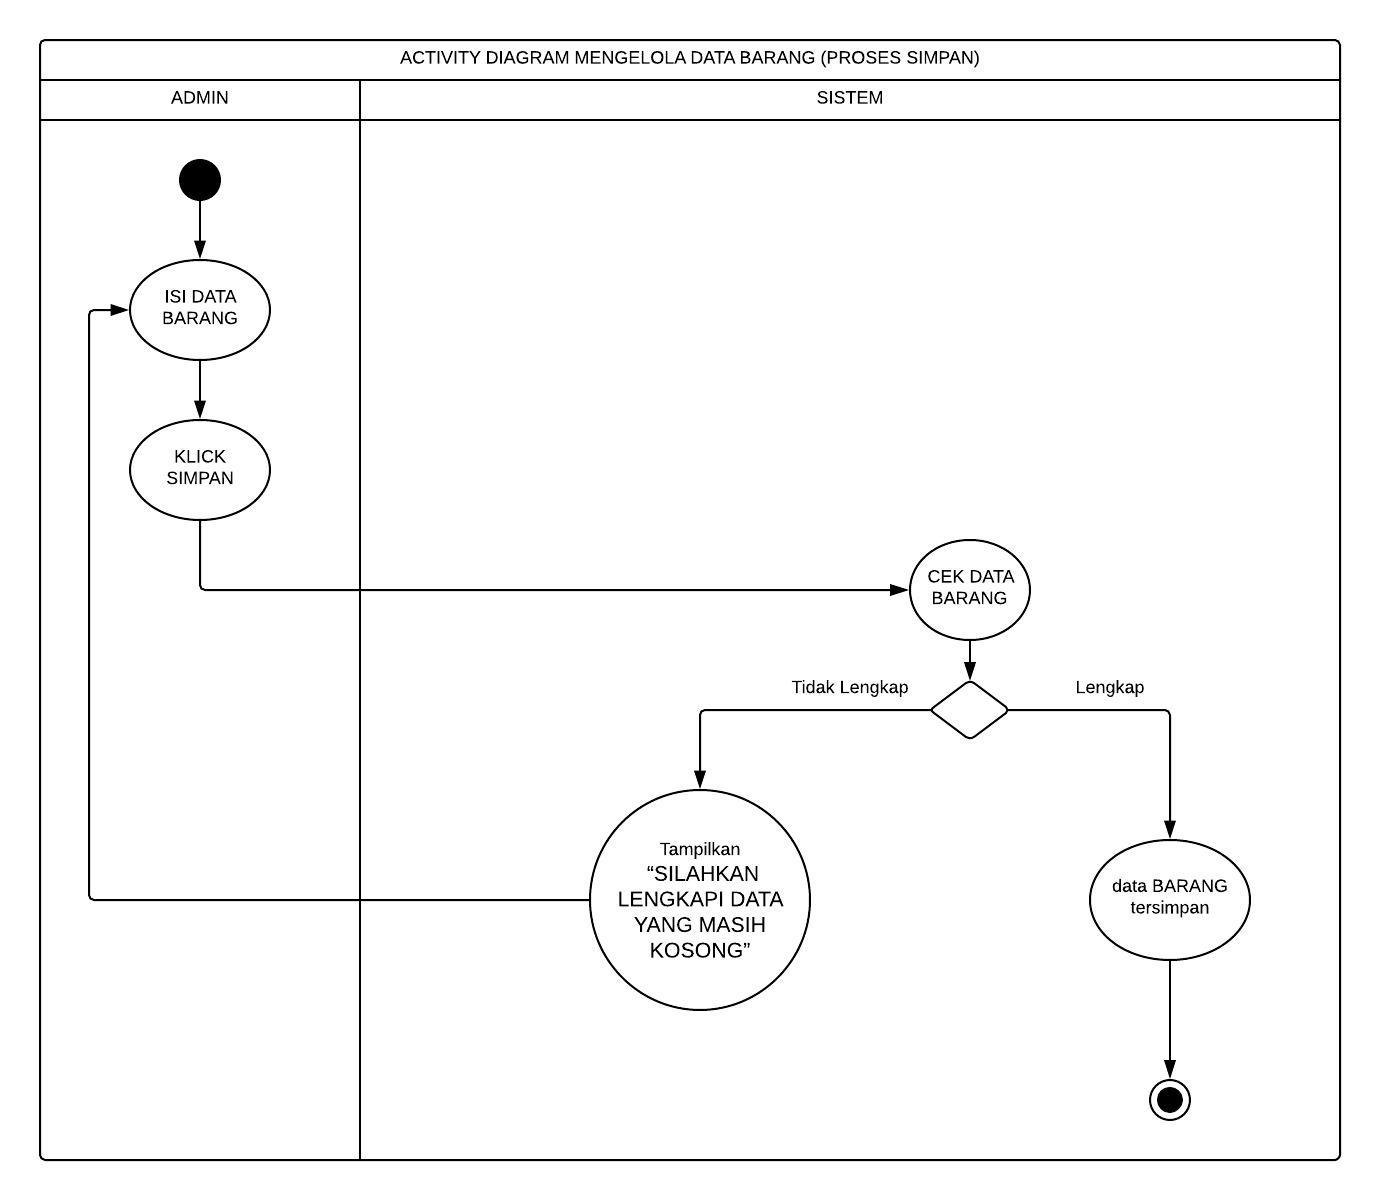 ACTIVITY DIAGRAM MENGELOLA DATA BARANG (PROSES SIMPAN)
ADMIN
SISTEM
ISI DATA
BARANG
KLICK
SIMPAN
CEK DATA
BARANG
Tidak Lengkap
Lengkap
Tampilkan
“SILAHKAN
LENGKAPI DATA
YANG MASIH
KOSONG”
data BARANG
tersimpan